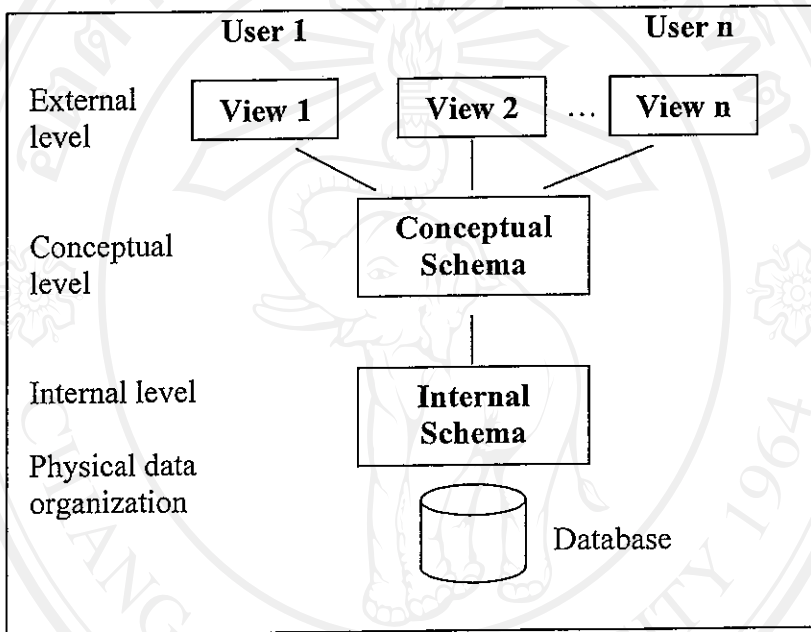 User 1
User n
External
level
View 1
View 2
...
View n
Conceptual
level
Conceptual
Schema
Internal level
Internal
Schema
Physical data
organization
Database
1964